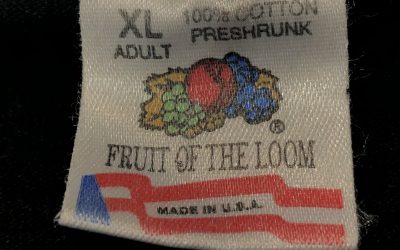 XL 100% COTTON
ADULT PRESHRUNK
®
FRUIT OF THE LOOM
MADE IN U.S.A.